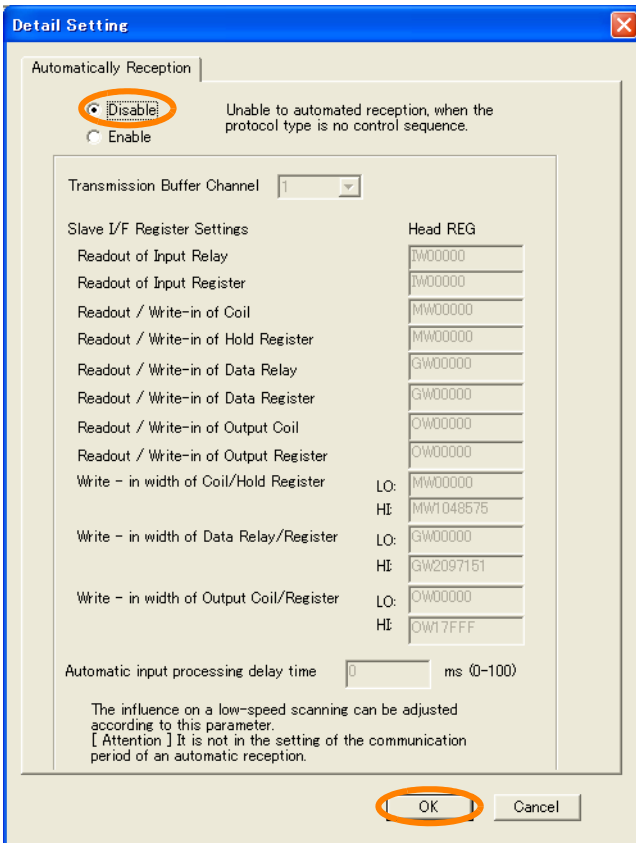 Detail Setting
Automatically Reception
Disable
Unable to automated reception, when the
protocol type is no control sequence.
Enable
Transmission Buffer Channel 1
Slave I/F Register Settings Head REG
Readout of Input Relay IW00000
Readout of Input Register IW00000
Readout / Write-in of Coil MW00000
Readout / Write-in of Hold Register MW00000
Readout / Write-in of Data Relay GW00000
Readout / Write-in of Data Register GW00000
Readout / Write-in of Output Coil OW00000
Readout / Write-in of Output Register OW00000
Write - in width of Coil/Hold Register LO: MW00000
HI: MW1048575
Write - in width of Data Relay/Register LO: GW00000
HI: GW2097151
Write - in width of Output Coil/Register LO: OW00000
HI: OW17FFF
Automatic input processing delay time 0 ms (0-100)
The influence on a low-speed scanning can be adjusted
according to this parameter.
[ Attention ] It is not in the setting of the communication
period of an automatic reception.
OK Cancel